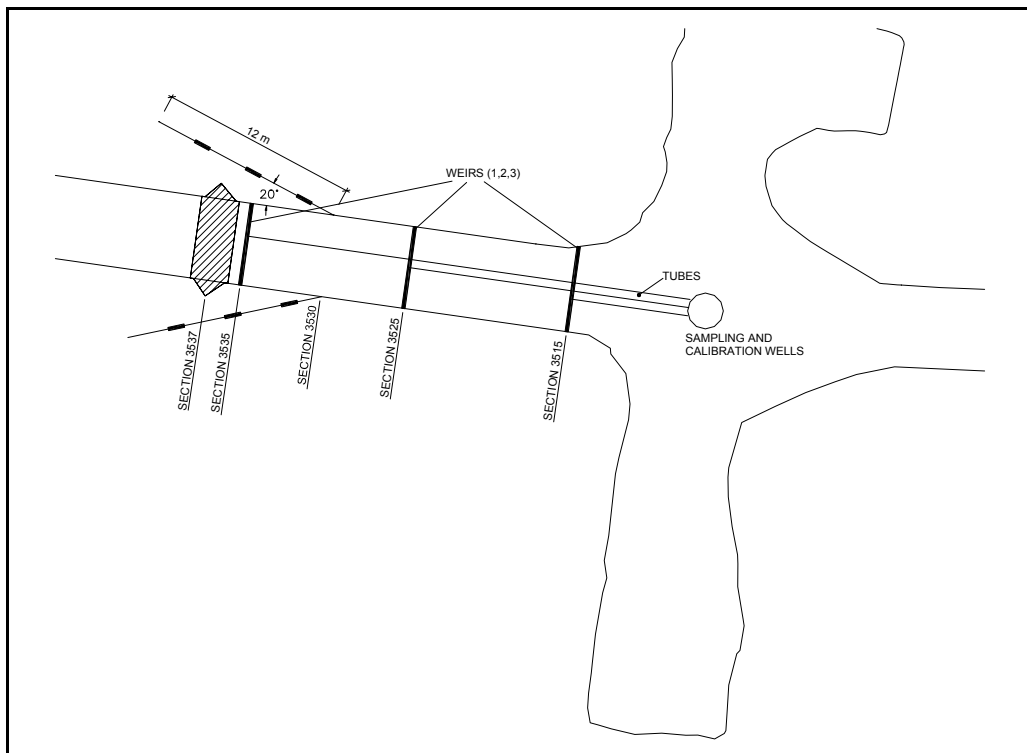 12 m
WEIRS (1,2,3)
20°
TUBES
SAMPLING AND
CALIBRATION WELLS
SECTION 3537
SECTION 3535
SECTION 3530
SECTION 3525
SECTION 3515